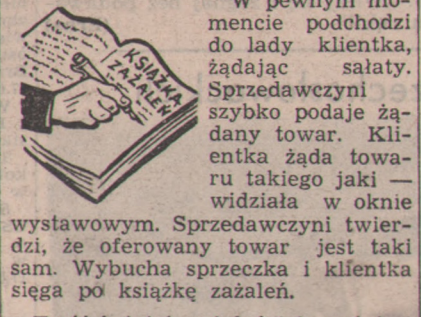 KSIĄŻKA
ZAŻALEŃ
W pewnym mo-
mencie podchodzi
do lady klientka,
żądając sałaty.
Sprzedawczyni
szybko podaje żą-
dany towar. Kli-
entka żąda towa-
ru takiego jaki —
widziała w oknie
wystawowym. Sprzedawczyni twier-
dzi, że oferowany towar jest taki
sam. Wybucha sprzeczka i klientka
sięga po książkę zażaleń.